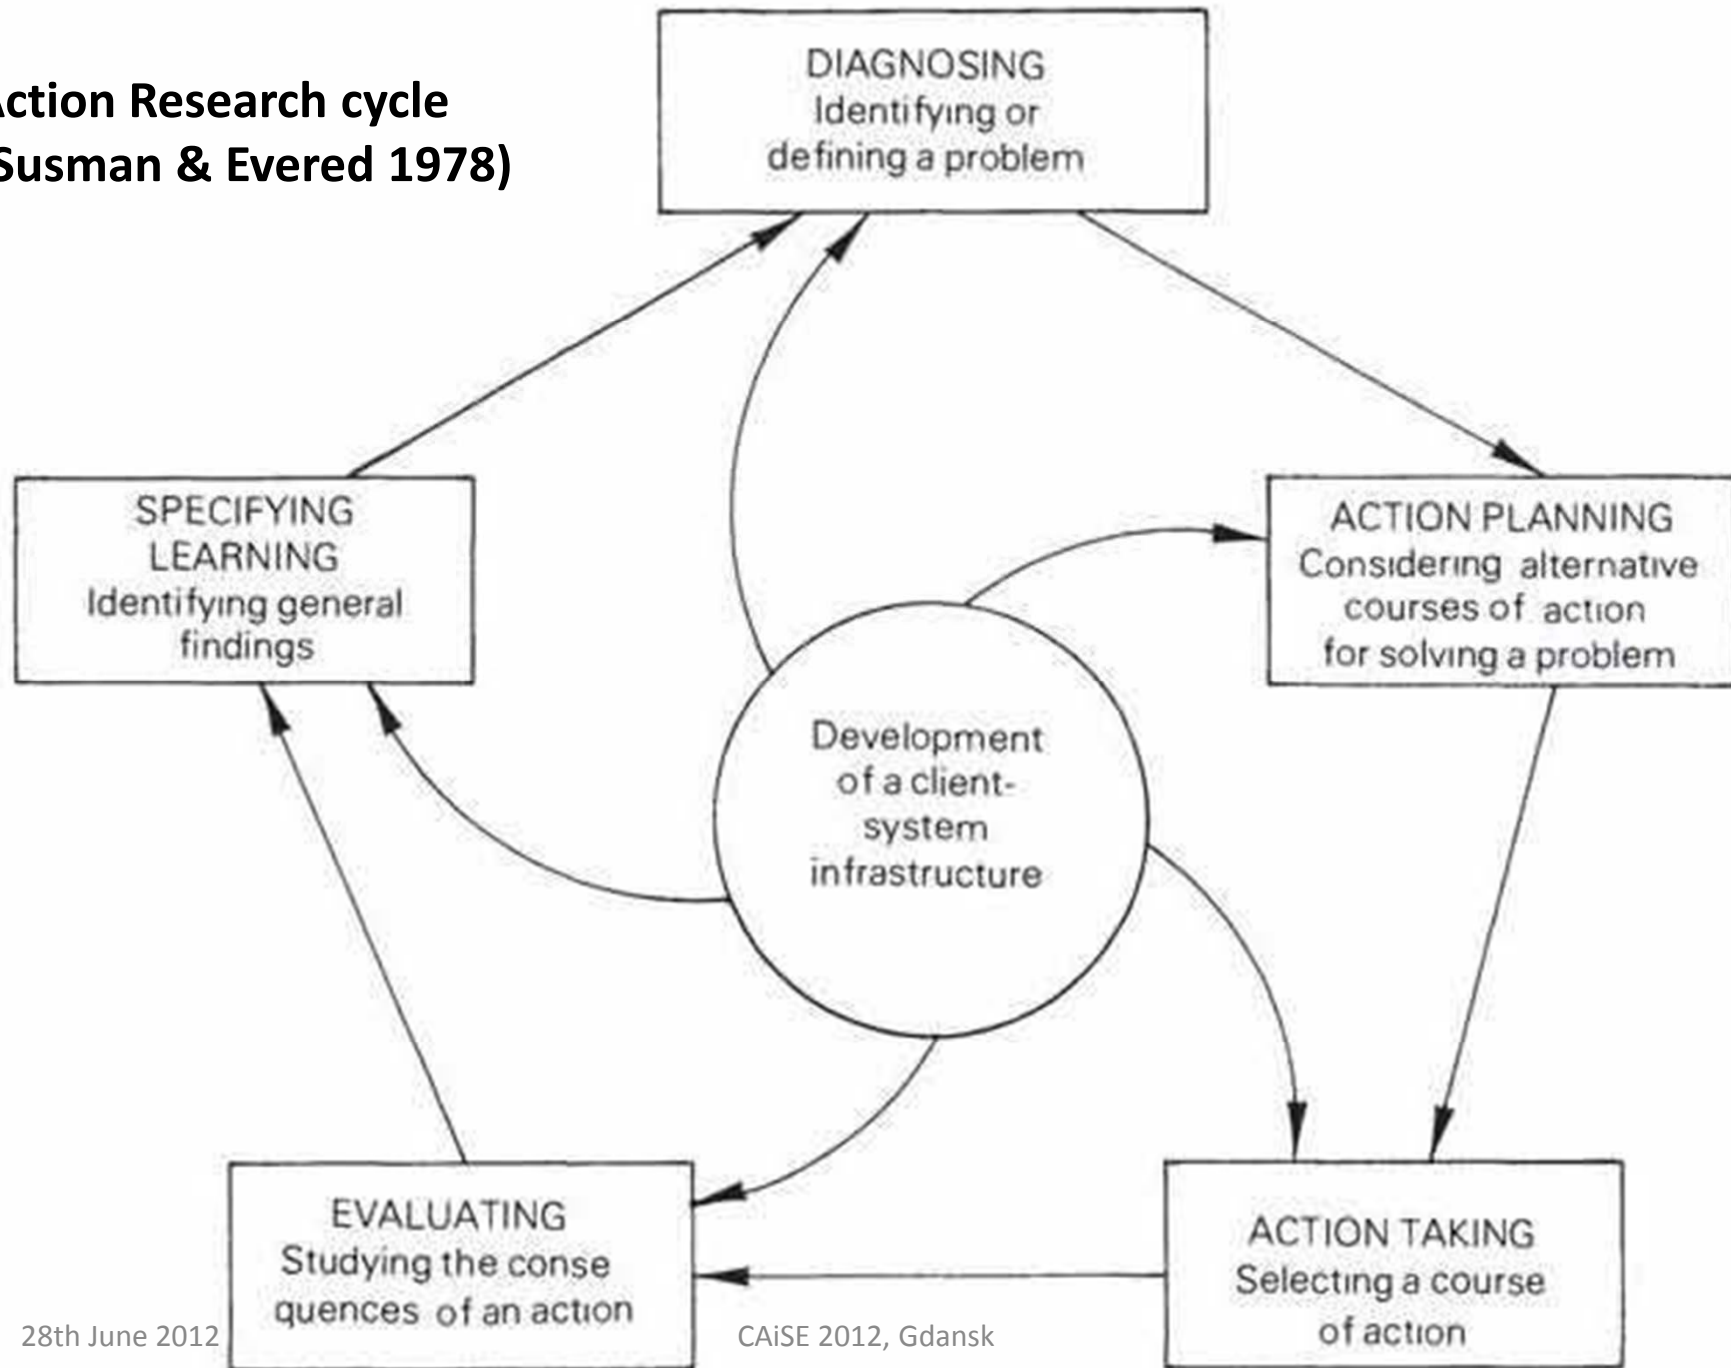 Action Research cycle
Susman & Evered 1978)
DIAGNOSING
Identifying or
defining a problem
SPECIFYING
LEARNING
Identifying general
findings
ACTION PLANNING
Considering alternative
courses of action
for solving a problem
Development
of a client-
system
infrastructure
EVALUATING
Studying the conse
quences of an action
ACTION TAKING
Selecting a course
of action
28th June 2012
CAiSE 2012, Gdansk